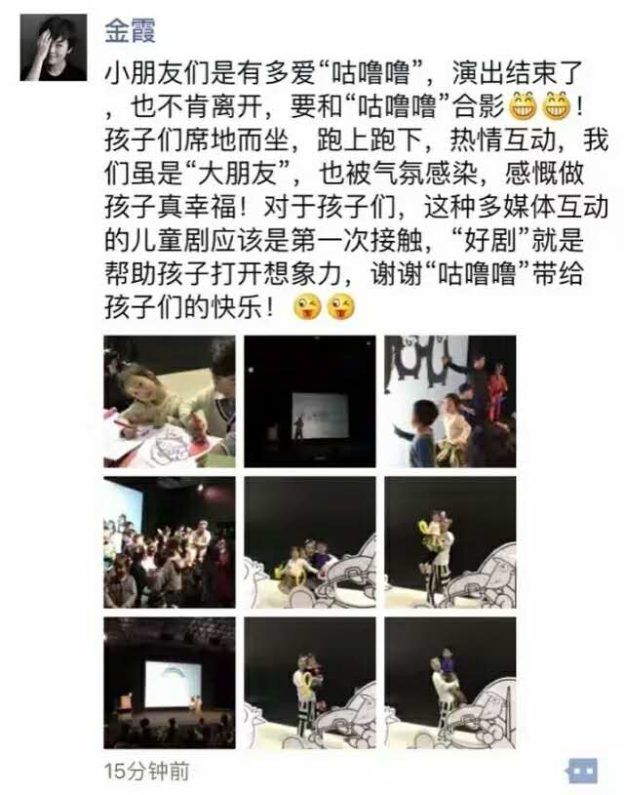 金霞
小朋友们是有多爱“咕噜噜”，演出结束了
，也不肯离开，要和“咕噜噜”合影😁😁！
孩子们席地而坐，跑上跑下，热情互动，我
们虽是“大朋友”，也被气氛感染，感慨做
孩子真幸福！对于孩子们，这种多媒体互动
的儿童剧应该是第一次接触，“好剧”就是
帮助孩子打开想象力，谢谢“咕噜噜”带给
孩子们的快乐！😜😜
15分钟前